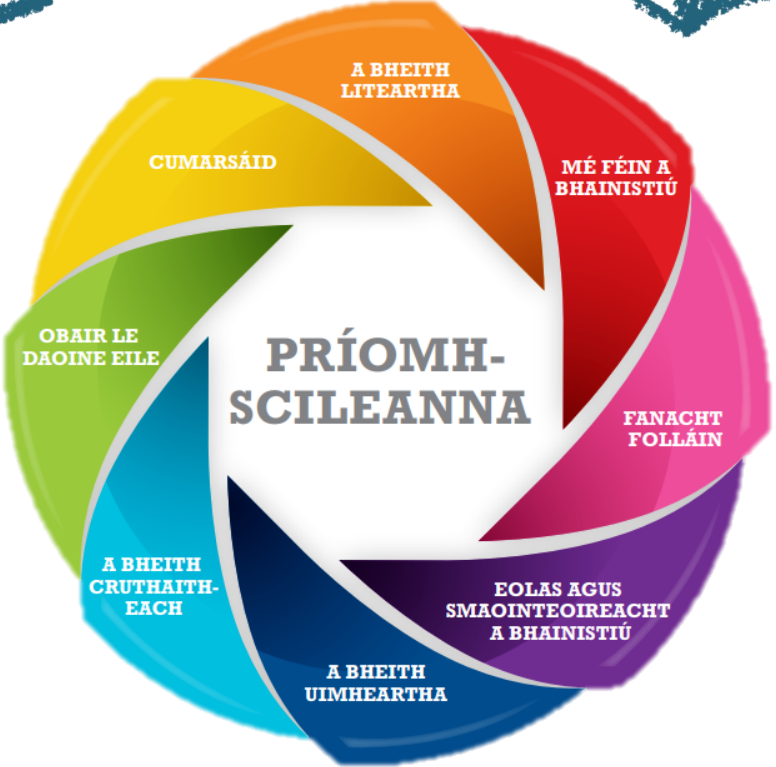 A BHEITH
LITEARTHA
MÉ FÉIN A
BHAINISTIÚ
FANACHT
FOLLÁIN
EOLAS AGUS
SMAOINTEOIREACHT
A BHAINISTIÚ
A BHEITH
UIMHEARTHA
A BHEITH
CRUTHAITH-
EACH
OBAIR LE
DAOINE EILE
CUMARSÁID
PRÍOMH-
SCILEANNA